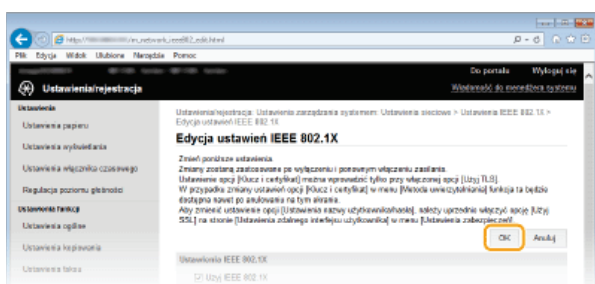 m_network_ieee802_edit.html
Plik Edycja Widok Ulubione Narzędzia Pomoc
Do portalu Wyloguj się
Ustawienia/rejestracja
Wiadomość do menedżera systemu
Ustawienia
Ustawienia papieru
Ustawienia wyświetlania
Ustawienia włącznika czasowego
Regulacja poziomu głośności
Ustawienia funkcji
Ustawienia ogólne
Ustawienia kopiowania
Ustawienia faksu
Ustawienia/rejestracja: Ustawienia zarządzania systemem: Ustawienia sieciowe > Ustawienia IEEE 802.1X >
Edycja ustawień IEEE 802.1X
Edycja ustawień IEEE 802.1X
Zmień poniższe ustawienia.
Zmiany zostaną zastosowane po wyłączeniu i ponownym włączeniu zasilania.
Ustawienie opcji [Klucz i certyfikat] można wprowadzić tylko przy włączonej opcji [Użyj TLS].
W przypadku zmiany ustawień opcji [Klucz i certyfikat] w menu [Metoda uwierzytelniania] funkcja ta będzie
dostępna nawet po anulowaniu na tym ekranie.
Aby zmienić ustawienie opcji [Ustawienia nazwy użytkownika/hasła], należy uprzednio włączyć opcję [Użyj
SSL] na stronie [Ustawienia zdalnego interfejsu użytkownika] w menu [Ustawienia zabezpieczeń].
OK Anuluj
Ustawienia IEEE 802.1X
Użyj IEEE 802.1X